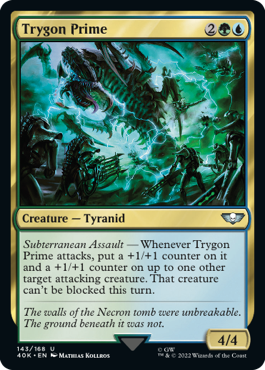 Trygon Prime 2
Creature — Tyranid
Subterranean Assault — Whenever Trygon
Prime attacks, put a +1/+1 counter on it
and a +1/+1 counter on up to one other
target attacking creature. That creature
can't be blocked this turn.
The walls of the Necron tomb were unbreakable.
The ground beneath it was not.
4/4
143/168 U
40K • EN MATHIAS KOLLROS
™ & © 2022 Wizards of the Coast
© GW